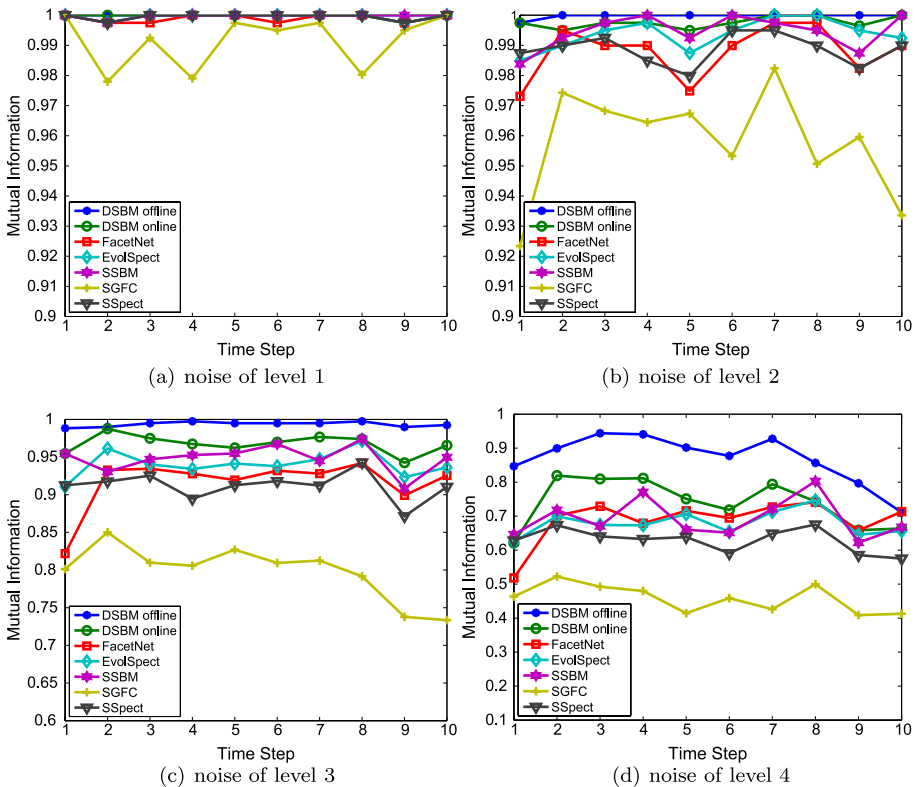 1
0.99
0.98
0.97
0.96
0.95
0.94
0.93
0.92
0.91
0.9
Mutual Information
DSBM offline
DSBM online
FacetNet
EvolSpect
SSBM
SGFC
SSpect
1 2 3 4 5 6 7 8 9 10
Time Step
(a) noise of level 1
1
0.99
0.98
0.97
0.96
0.95
0.94
0.93
0.92
0.91
0.9
Mutual Information
DSBM offline
DSBM online
FacetNet
EvolSpect
SSBM
SGFC
SSpect
1 2 3 4 5 6 7 8 9 10
Time Step
(b) noise of level 2
1
0.95
0.9
0.85
0.8
0.75
0.7
0.65
0.6
Mutual Information
DSBM offline
DSBM online
FacetNet
EvolSpect
SSBM
SGFC
SSpect
1 2 3 4 5 6 7 8 9 10
Time Step
(c) noise of level 3
1
0.9
0.8
0.7
0.6
0.5
0.4
0.3
0.2
0.1
Mutual Information
DSBM offline
DSBM online
FacetNet
EvolSpect
SSBM
SGFC
SSpect
1 2 3 4 5 6 7 8 9 10
Time Step
(d) noise of level 4